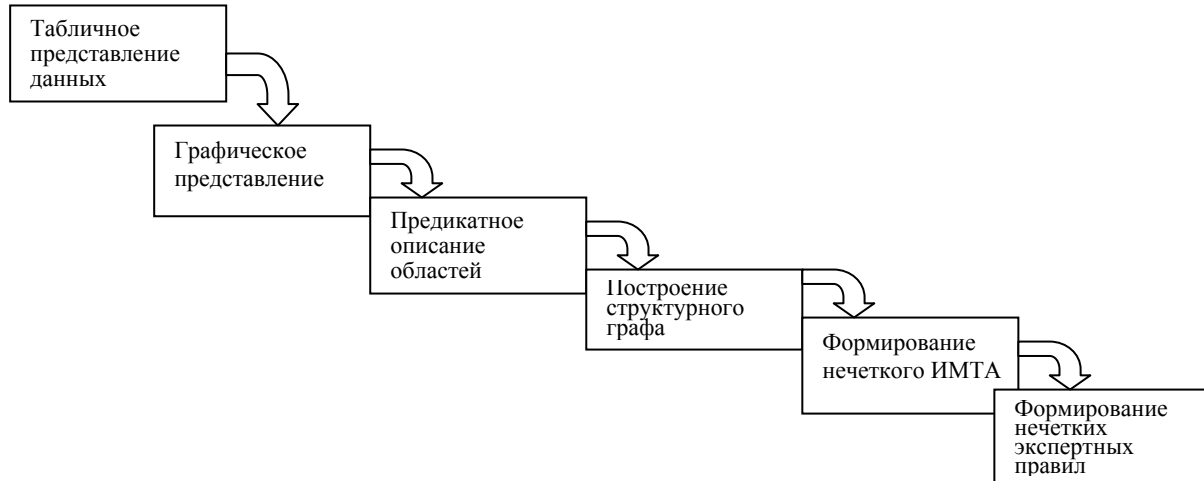 Табличное
представление
данных
Графическое
представление
Предикатное
описание
областей
Построение
структурного
графа
Формирование
нечеткого ИМТА
Формирование
нечетких
экспертных
правил